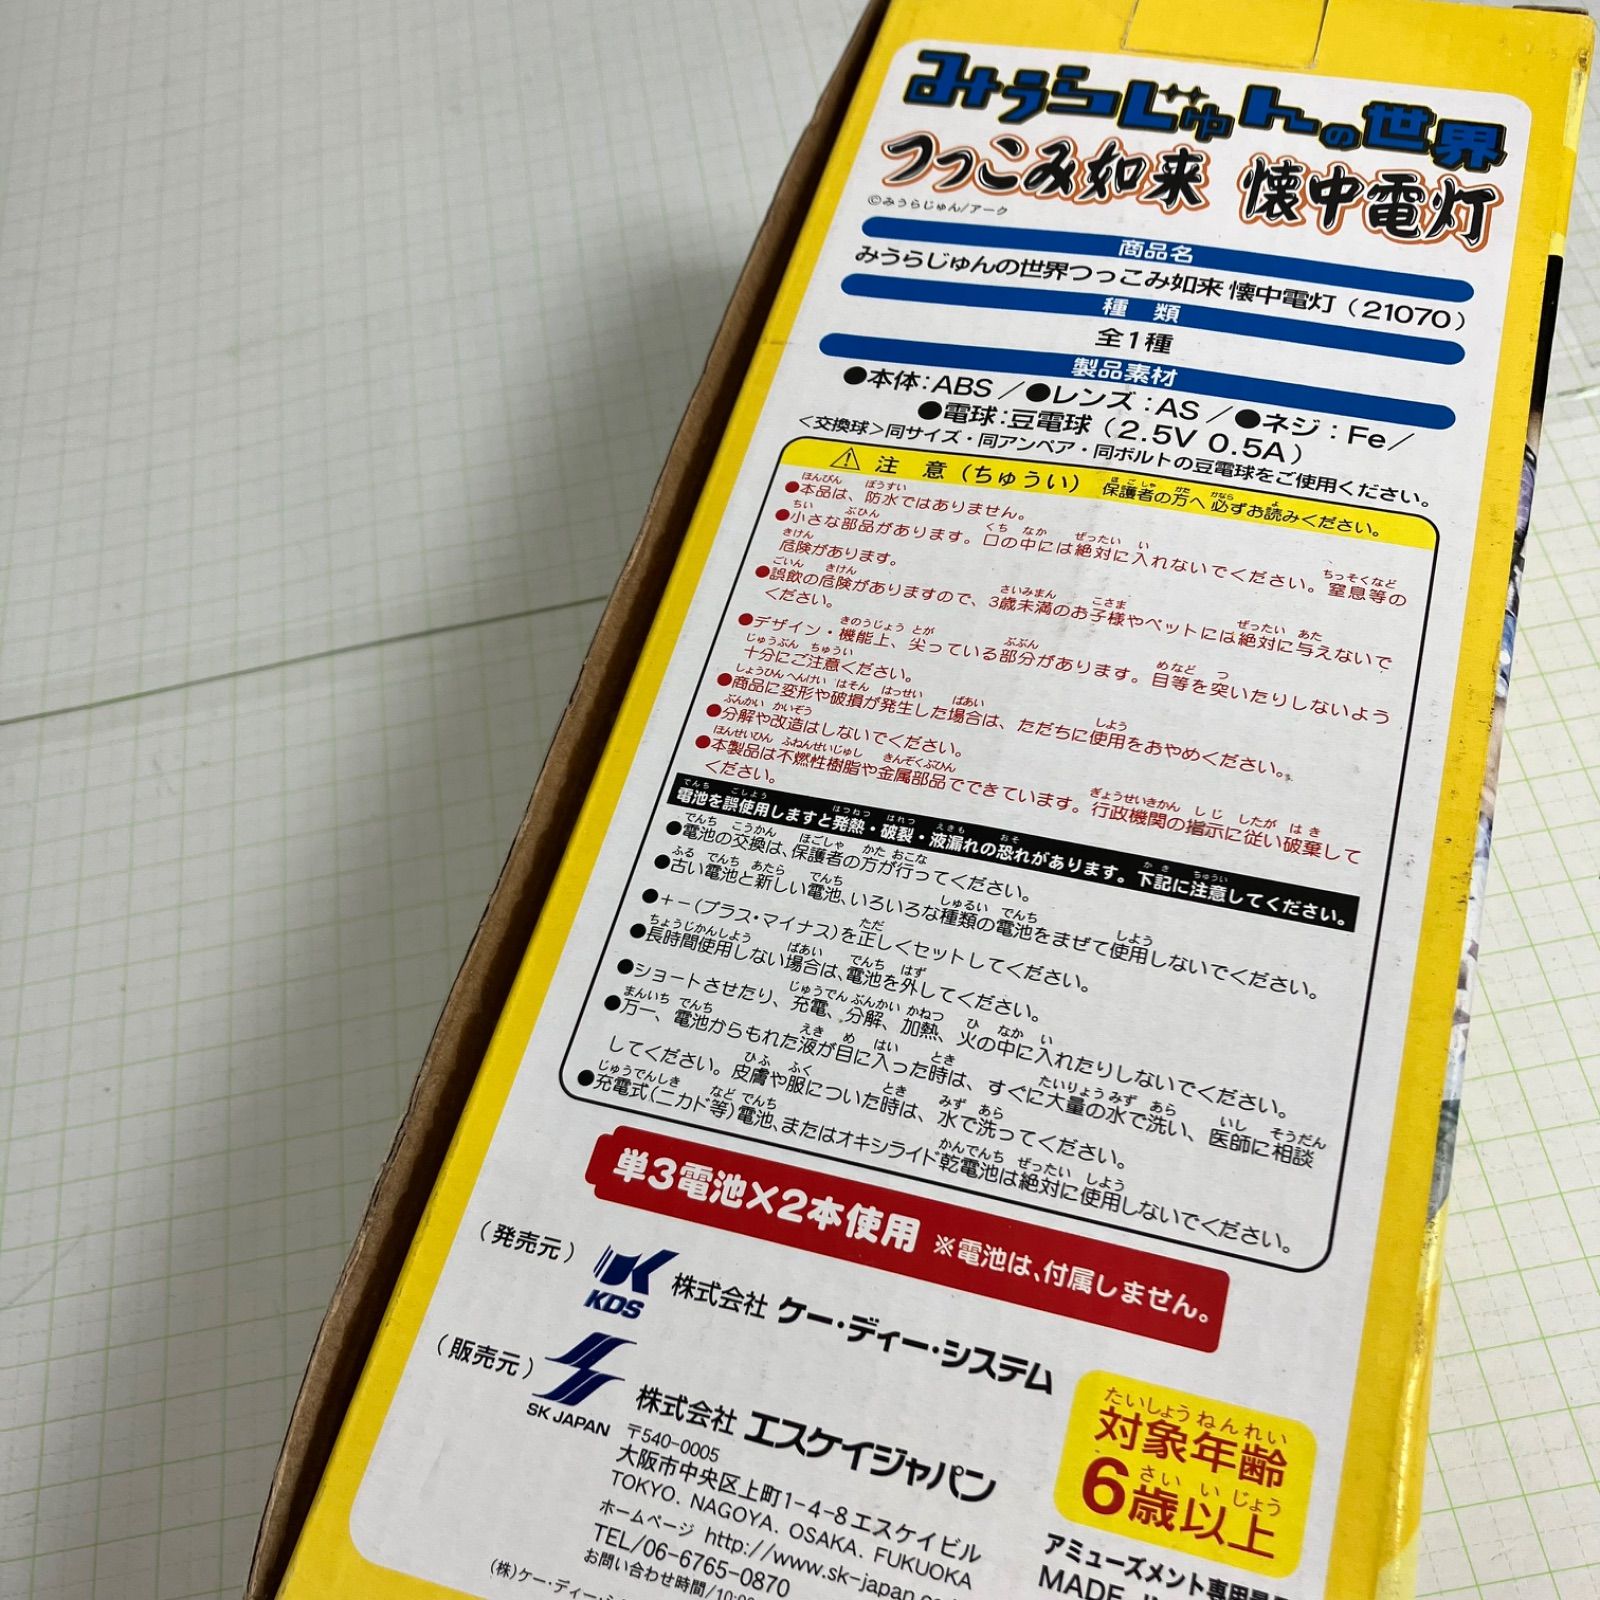 みうらじゅんの世界
つっこみ如来 懐中電灯
©みうらじゅん/アーク
商品名
みうらじゅんの世界つっこみ如来 懐中電灯（21070）
種 類
全1種
製品素材
●本体：ABS／●レンズ：AS／●ネジ：Fe／
●電球：豆電球（2.5V 0.5A）
＜交換球＞同サイズ・同アンペア・同ボルトの豆電球をご使用ください。
注 意（ちゅうい） 保護者の方へ 必ずお読みください。
●本品は、防水ではありません。
●小さな部品があります。口の中には絶対に入れないでください。窒息等の
危険があります。
●誤飲の危険がありますので、3歳未満のお子様やペットには絶対に与えないで
ください。
●デザイン・機能上、尖っている部分があります。目等を突いたりしないよう
十分にご注意ください。
●商品に変形や破損が発生した場合は、ただちに使用をおやめください。
●分解や改造はしないでください。
●本製品は不燃性樹脂や金属部品でできています。行政機関の指示に従い破棄して
ください。
電池を誤使用しますと発熱・破裂・液漏れの恐れがあります。下記に注意してください。
●電池の交換は、保護者の方が行ってください。
●古い電池と新しい電池、いろいろな種類の電池をまぜて使用しないでください。
●＋－（プラス・マイナス）を正しくセットしてください。
●長時間使用しない場合は、電池を外してください。
●ショートさせたり、充電、分解、加熱、火の中に入れたりしないでください。
●万一、電池からもれた液が目に入った時は、すぐに大量の水で洗い、医師に相談
してください。皮膚や服についた時は、水で洗ってください。
●充電式（ニカド等）電池、またはオキシライド乾電池は絶対に使用しないでください。
単3電池×2本使用 ※電池は、付属しません。
（発売元） KDS 株式会社 ケー・ディー・システム
（販売元） SK JAPAN 株式会社 エスケイジャパン
〒540-0005
大阪市中央区上町1-4-8エスケイビル
TOKYO. NAGOYA. OSAKA. FUKUOKA
ホームページ http://www.sk-japan.co
TEL/06-6765-0870
お問い合わせ時間/10:0
（株）ケー・ディー・シ
たいしょう ねんれい
対象年齢
さい い じょう
6歳以上
アミューズメント専用景
MADE I